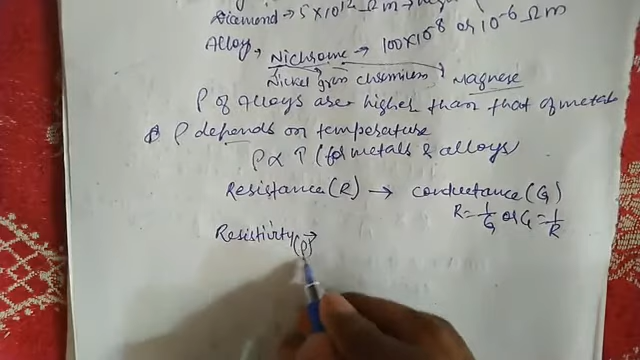 Diamond → 5×10¹² Ωm →
Alloy, Nichrome → 100×10⁻⁸ or 10⁻⁶ Ωm
Nickel iron chromium magnese
ρ of Alloys are higher than that of metals
ρ depends on temperature
ρ ∝ T (for metals & alloys)
Resistance (R) → conductance (G)
R = 1/G or G = 1/R
Resistivity (ρ) →